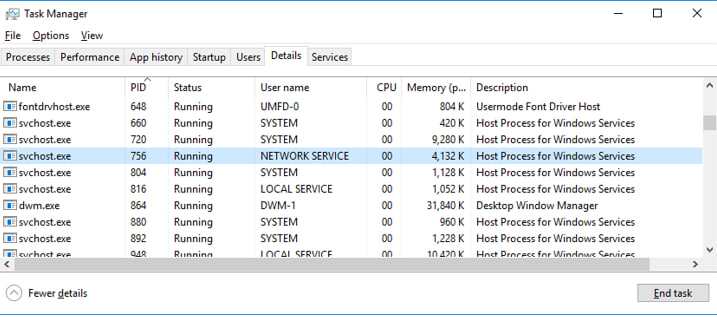 Task Manager
File Options View
Processes Performance App history Startup Users Details Services
Name PID Status User name CPU Memory (p... Description
fontdrvhost.exe 648 Running UMFD-0 00 804 K Usermode Font Driver Host
svchost.exe 660 Running SYSTEM 00 420 K Host Process for Windows Services
svchost.exe 720 Running SYSTEM 00 9,280 K Host Process for Windows Services
svchost.exe 756 Running NETWORK SERVICE 00 4,132 K Host Process for Windows Services
svchost.exe 804 Running SYSTEM 00 1,128 K Host Process for Windows Services
svchost.exe 816 Running LOCAL SERVICE 00 1,052 K Host Process for Windows Services
dwm.exe 864 Running DWM-1 00 31,840 K Desktop Window Manager
svchost.exe 880 Running SYSTEM 00 960 K Host Process for Windows Services
svchost.exe 892 Running SYSTEM 00 1,228 K Host Process for Windows Services
svchost.exe 948 Running LOCAL SERVICE 00 10,420 K Host Process for Windows Services
Fewer details End task